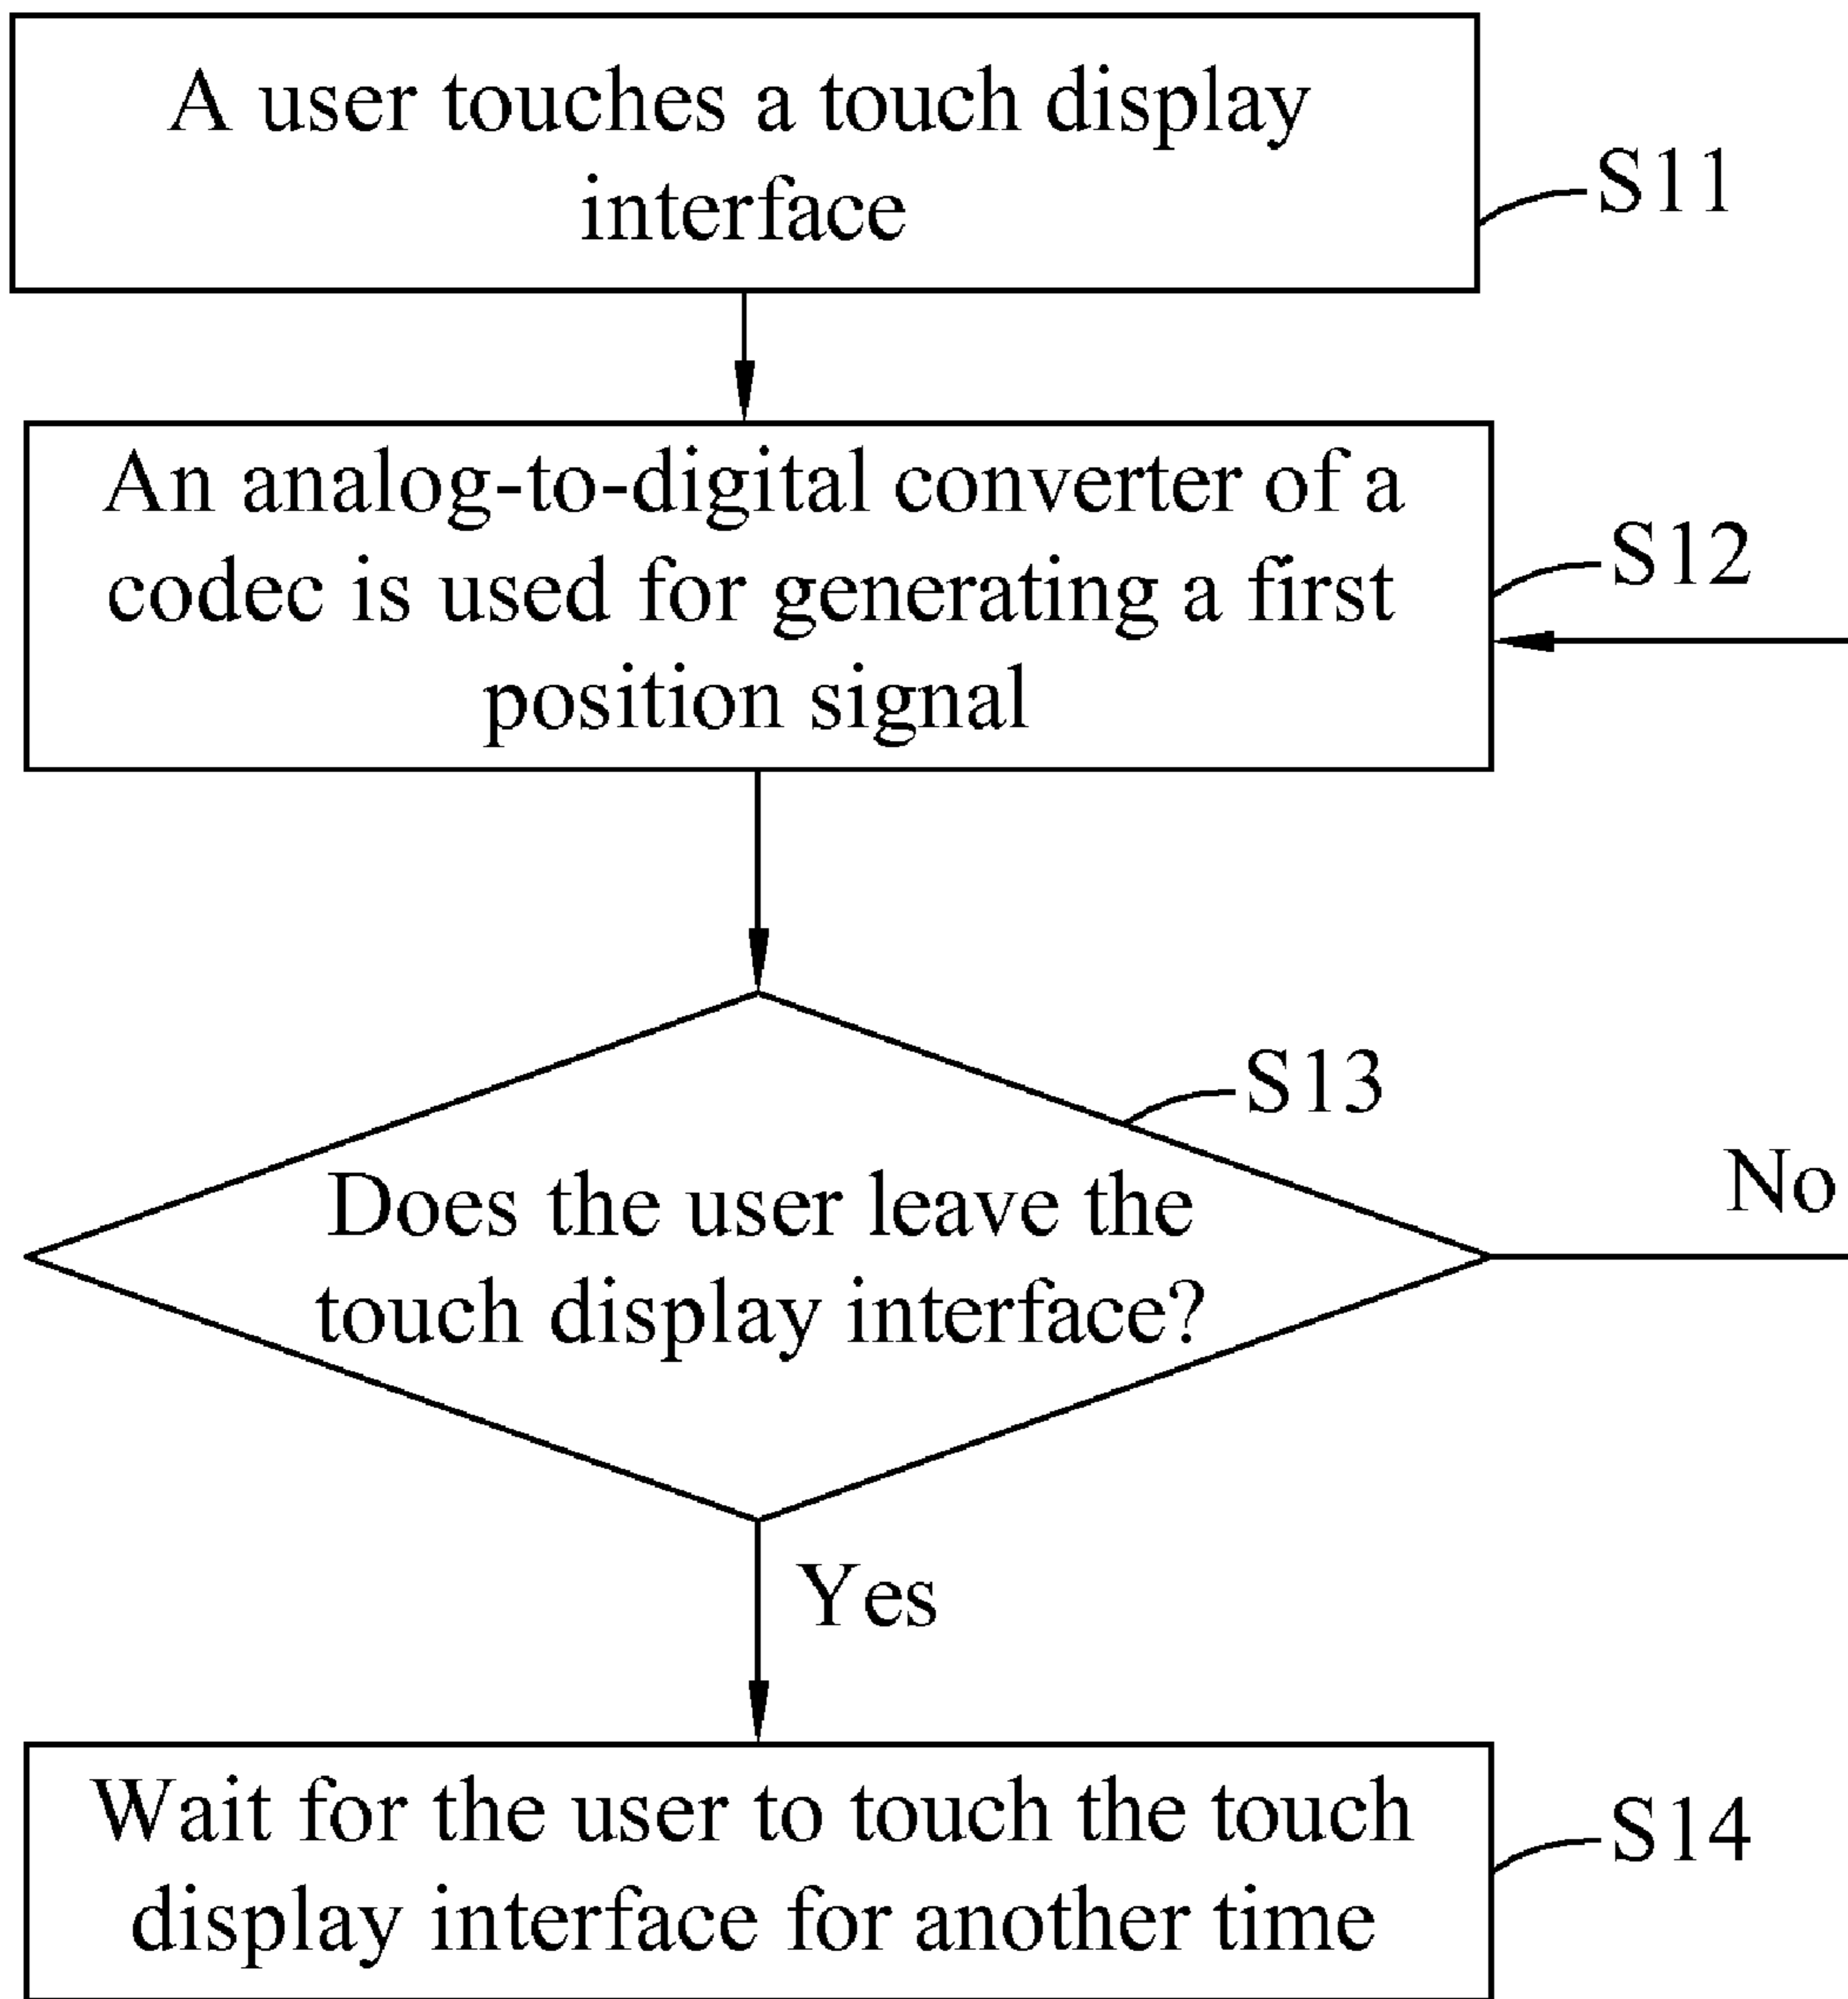 A user touches a touch display
interface
S11
An analog-to-digital converter of a
codec is used for generating a first
position signal
S12
S13
Does the user leave the
touch display interface?
No
Yes
Wait for the user to touch the touch
display interface for another time
S14